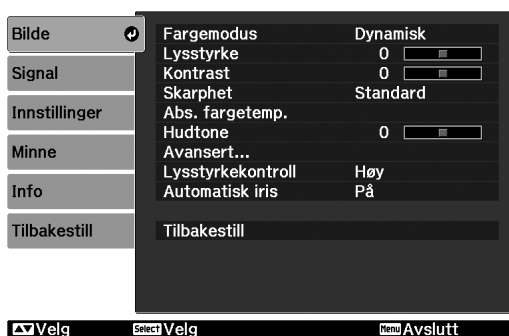 Bilde
Signal
Innstillinger
Minne
Info
Tilbakestill
Fargemodus Dynamisk
Lysstyrke 0
Kontrast 0
Skarphet Standard
Abs. fargetemp.
Hudtone 0
Avansert...
Lysstyrkekontroll Høy
Automatisk iris På
Tilbakestill
Velg Select Velg Menu Avslutt